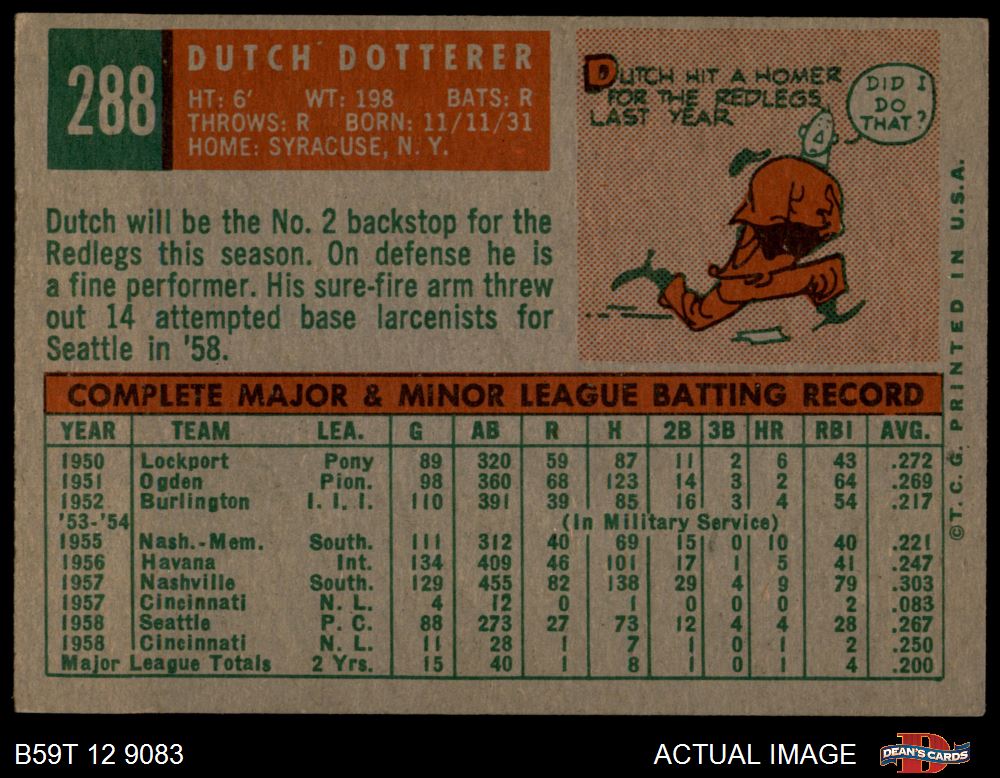 288
DUTCH DOTTERER
HT: 6' WT: 198 BATS: R
THROWS: R BORN: 11/11/31
HOME: SYRACUSE, N. Y.
DUTCH HIT A HOMER
FOR THE REDLEGS
LAST YEAR
DID I
DO
THAT?
Dutch will be the No. 2 backstop for the
Redlegs this season. On defense he is
a fine performer. His sure-fire arm threw
out 14 attempted base larcenists for
Seattle in '58.
COMPLETE MAJOR & MINOR LEAGUE BATTING RECORD
YEAR TEAM LEA. G AB R H 2B 3B HR RBI AVG.
1950 Lockport Pony 89 320 59 87 11 2 6 43 .272
1951 Ogden Pion. 98 360 68 123 14 3 2 64 .269
1952 Burlington I. I. I. 110 391 39 85 16 3 4 54 .217
'53-'54 (In Military Service)
1955 Nash.-Mem. South. 111 312 40 69 15 0 10 40 .221
1956 Havana Int. 134 409 46 101 17 1 5 41 .247
1957 Nashville South. 129 455 82 138 29 4 9 79 .303
1957 Cincinnati N. L. 4 12 0 1 0 0 0 2 .083
1958 Seattle P. C. 88 273 27 73 12 4 4 28 .267
1958 Cincinnati N. L. 11 28 1 7 1 0 1 2 .250
Major League Totals 2 Yrs. 15 40 1 8 1 0 1 4 .200
©T. C. G. PRINTED IN U.S.A.
B59T 12 9083
ACTUAL IMAGE
DEAN'S CARDS